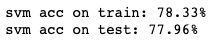 svm acc on train: 78.33%
svm acc on test: 77.96%